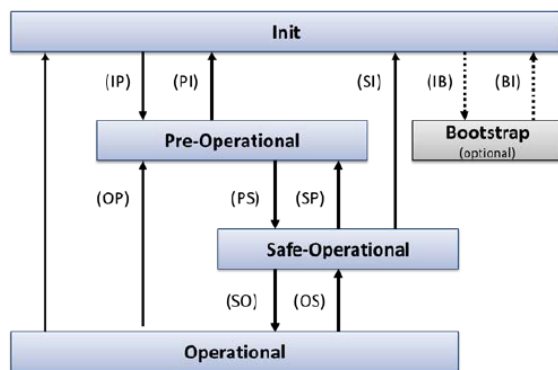 Init
(IP)
(PI)
(SI)
(IB)
(BI)
Pre-Operational
Bootstrap
(optional)
(OP)
(PS)
(SP)
Safe-Operational
(SO)
(OS)
Operational